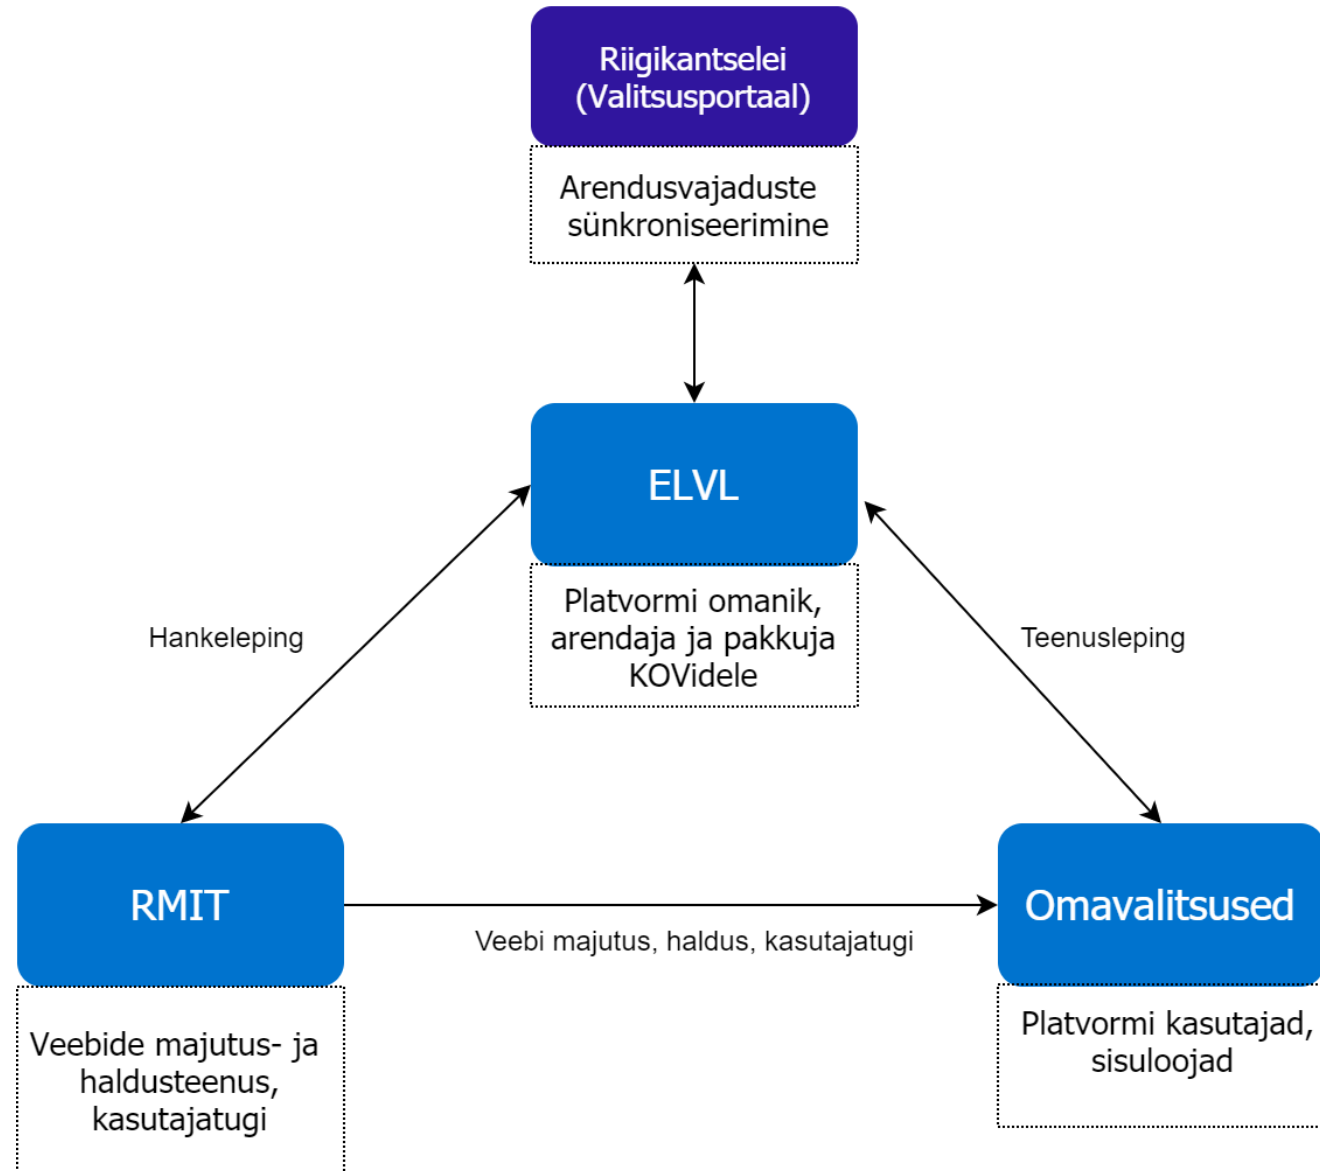 Riigikantselei
(Valitsusportaal)
Arendusvajaduste
sünkroniseerimine
ELVL
Platvormi omanik,
arendaja ja pakkuja
KOVidele
Hankeleping
Teenusleping
RMIT
Omavalitsused
Veebi majutus, haldus, kasutajatugi
Veebide majutus- ja
haldusteenus,
kasutajatugi
Platvormi kasutajad,
sisuloojad